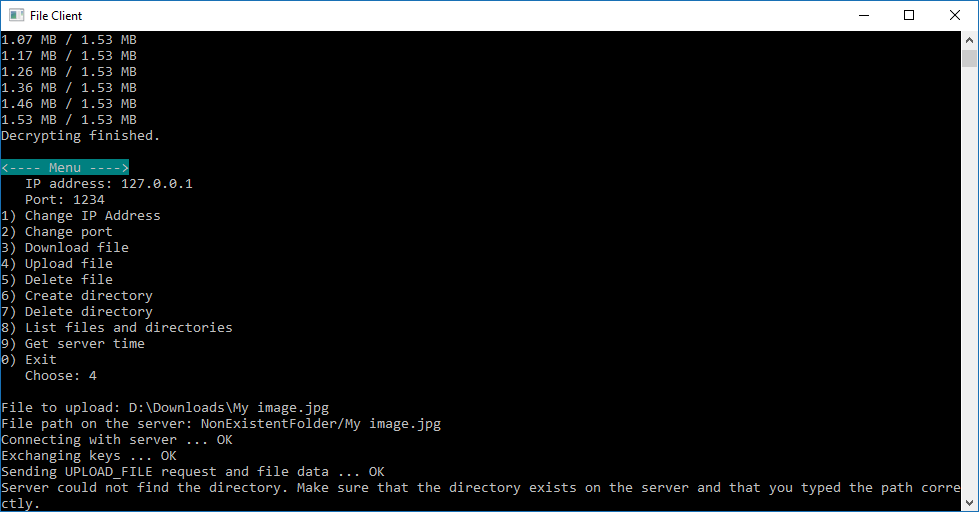 File Client
1.07 MB / 1.53 MB
1.17 MB / 1.53 MB
1.26 MB / 1.53 MB
1.36 MB / 1.53 MB
1.46 MB / 1.53 MB
1.53 MB / 1.53 MB
Decrypting finished.
<---- Menu ---->
IP address: 127.0.0.1
Port: 1234
1) Change IP Address
2) Change port
3) Download file
4) Upload file
5) Delete file
6) Create directory
7) Delete directory
8) List files and directories
9) Get server time
0) Exit
Choose: 4
File to upload: D:\Downloads\My image.jpg
File path on the server: NonExistentFolder/My image.jpg
Connecting with server ... OK
Exchanging keys ... OK
Sending UPLOAD_FILE request and file data ... OK
Server could not find the directory. Make sure that the directory exists on the server and that you typed the path corre
ctly.